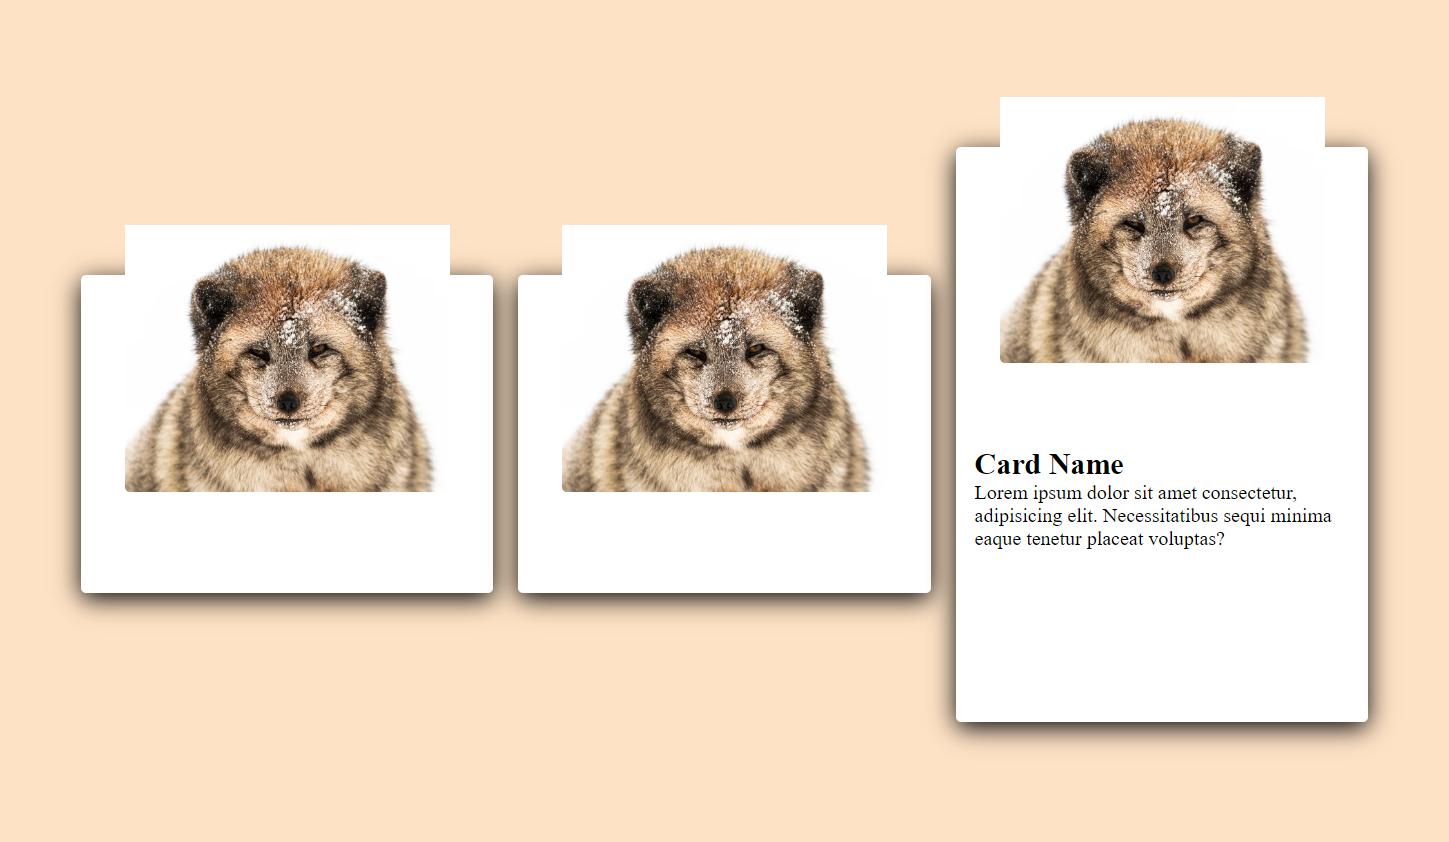 Card Name
Lorem ipsum dolor sit amet consectetur,
adipisicing elit. Necessitatibus sequi minima
eaque tenetur placeat voluptas?